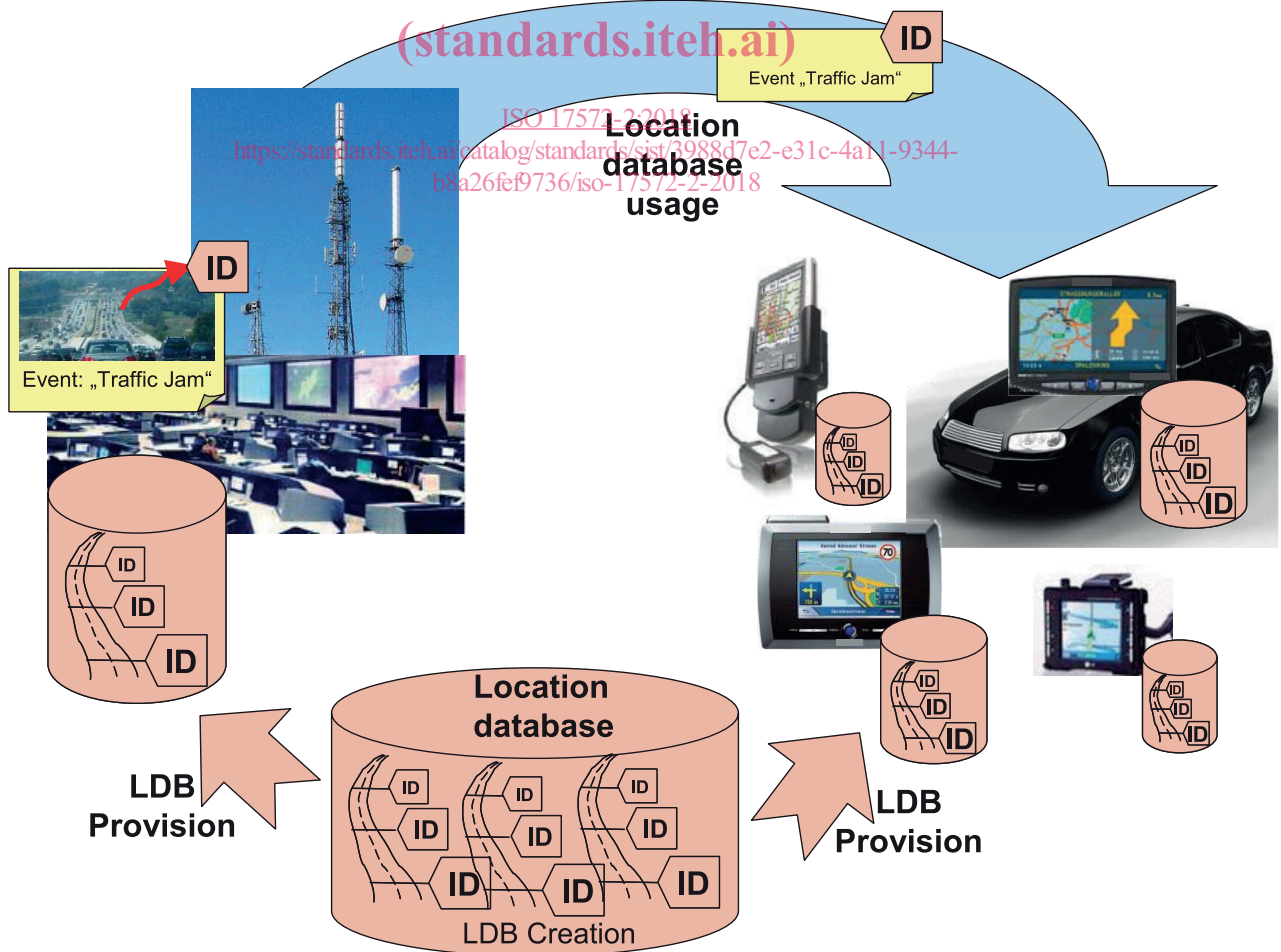 (standards.iteh.ai)
ID
Event „Traffic Jam“
ISO 17572-2:2018
Location
https://standards.iteh.ai/catalog/standards/sist/3988d7e2-e31c-4a11-9344-
database
b8a26fef9736/iso-17572-2-2018
usage
ID
Event: „Traffic Jam“
STRASSBURGERALLEE
SPALENRING
ID
ID
ID
ID
ID
ID
ID
ID
ID
70
ID
ID
ID
ID
ID
ID
Location
database
LDB
Provision
LDB
Provision
ID
ID
ID
ID
ID
ID
ID
ID
ID
LDB Creation